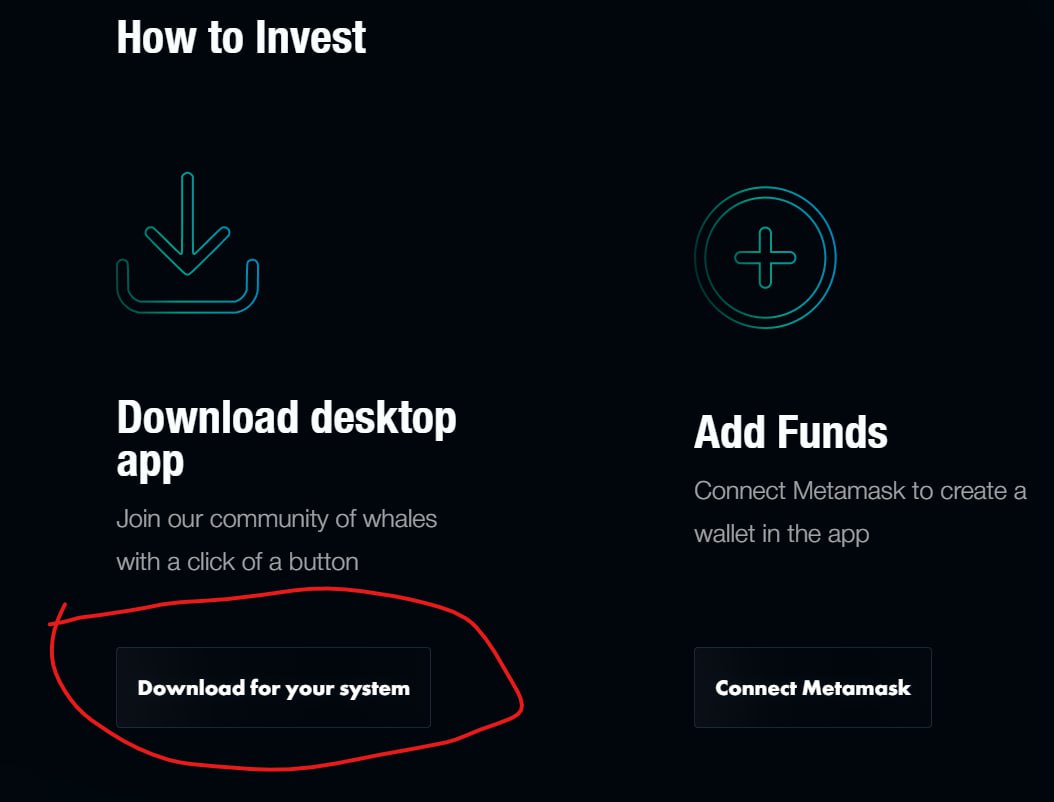 How to Invest
Download desktop
app
Join our community of whales
with a click of a button
Download for your system
Add Funds
Connect Metamask to create a
wallet in the app
Connect Metamask